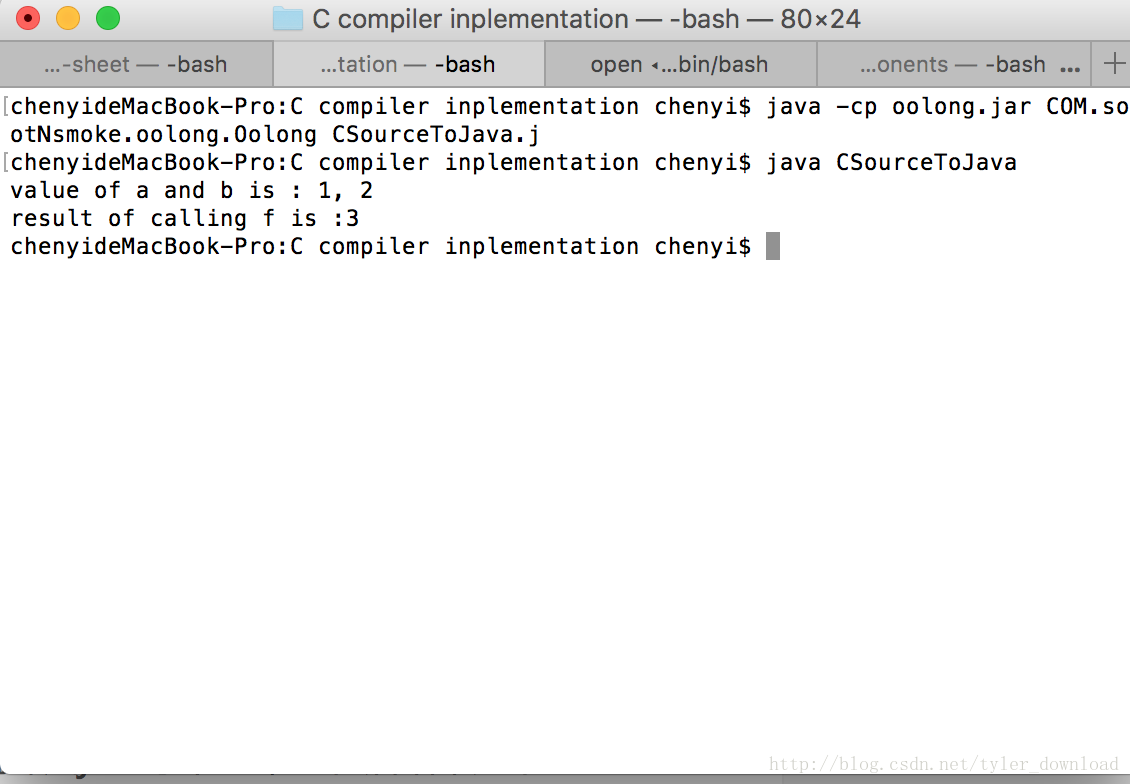 C compiler inplementation — -bash — 80×24
...-sheet — -bash ...tation — -bash open ◂...bin/bash ...onents — -bash ...
[chenyideMacBook-Pro:C compiler inplementation chenyi$ java -cp oolong.jar COM.so
otNsmoke.oolong.Oolong CSourceToJava.j
[chenyideMacBook-Pro:C compiler inplementation chenyi$ java CSourceToJava
value of a and b is : 1, 2
result of calling f is :3
chenyideMacBook-Pro:C compiler inplementation chenyi$
http://blog.csdn.net/tyler_download